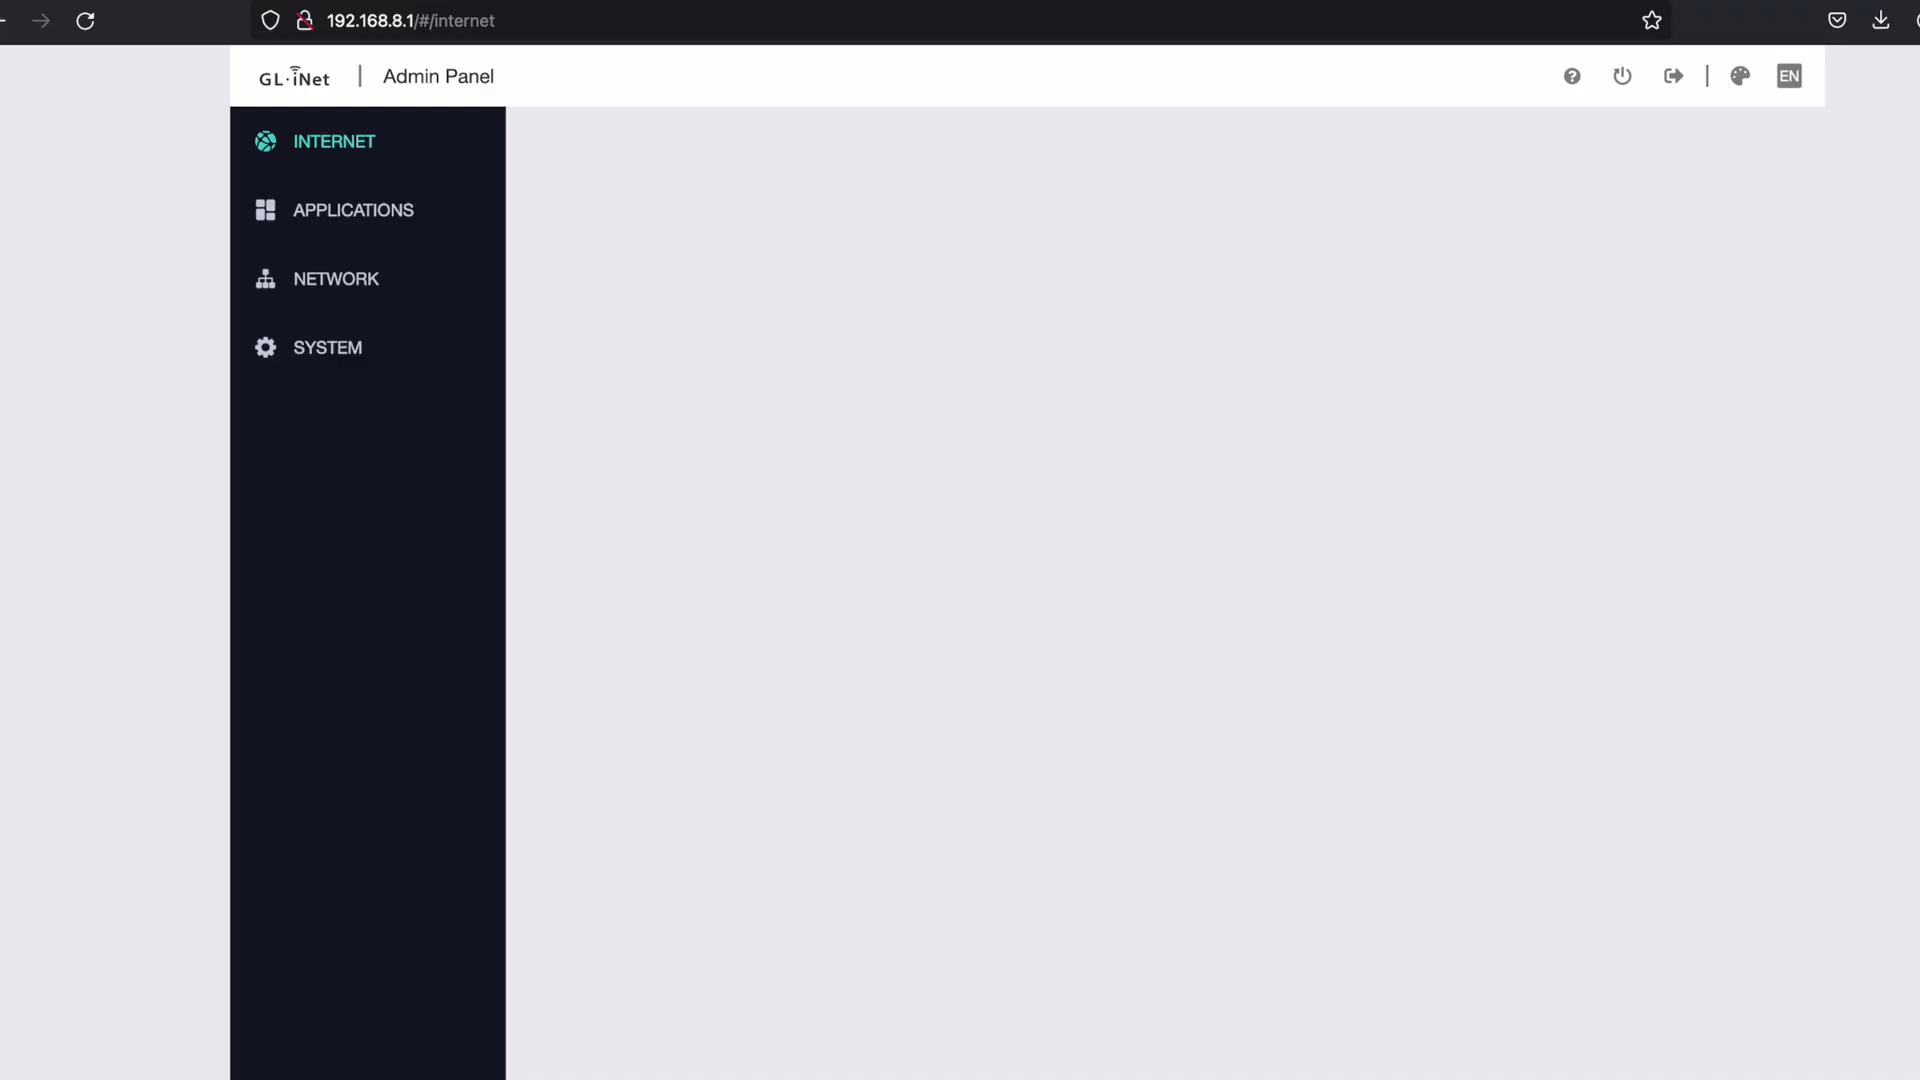 192.168.8.1/#/internet
GL·iNet | Admin Panel
EN
INTERNET
APPLICATIONS
NETWORK
SYSTEM